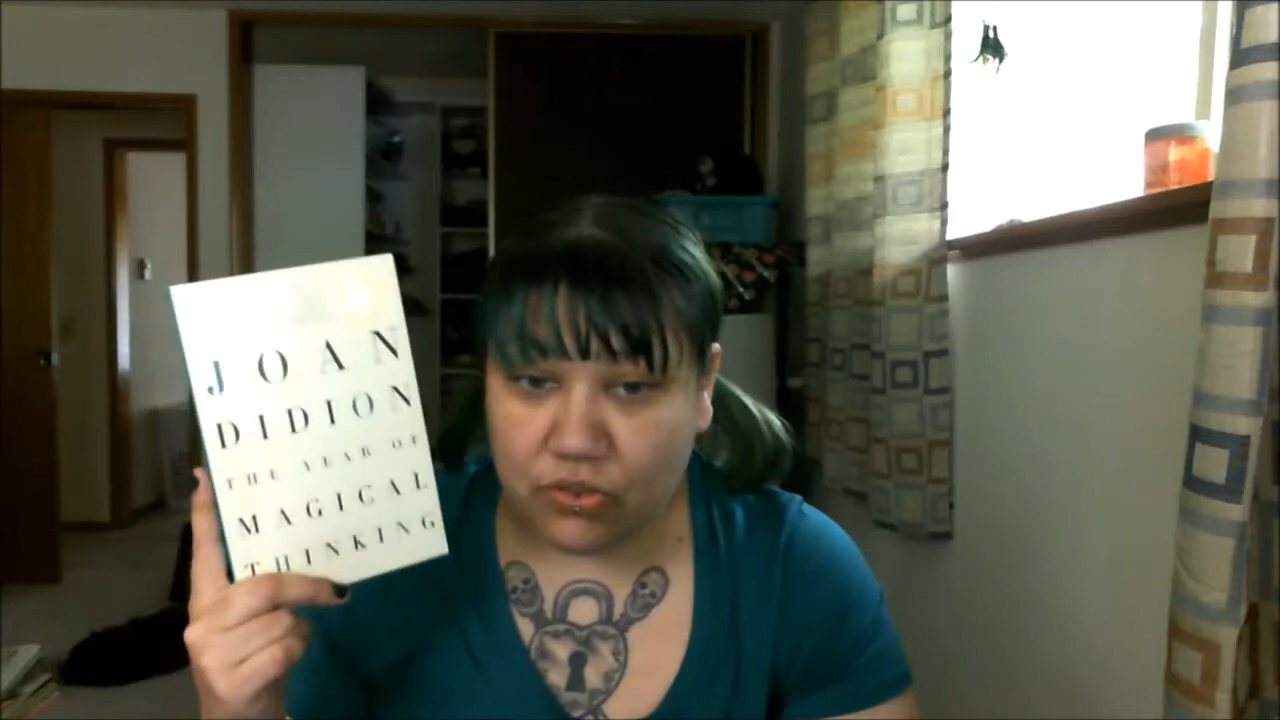 JOAN
DIDION
THE YEAR OF
MAGICAL
THINKING